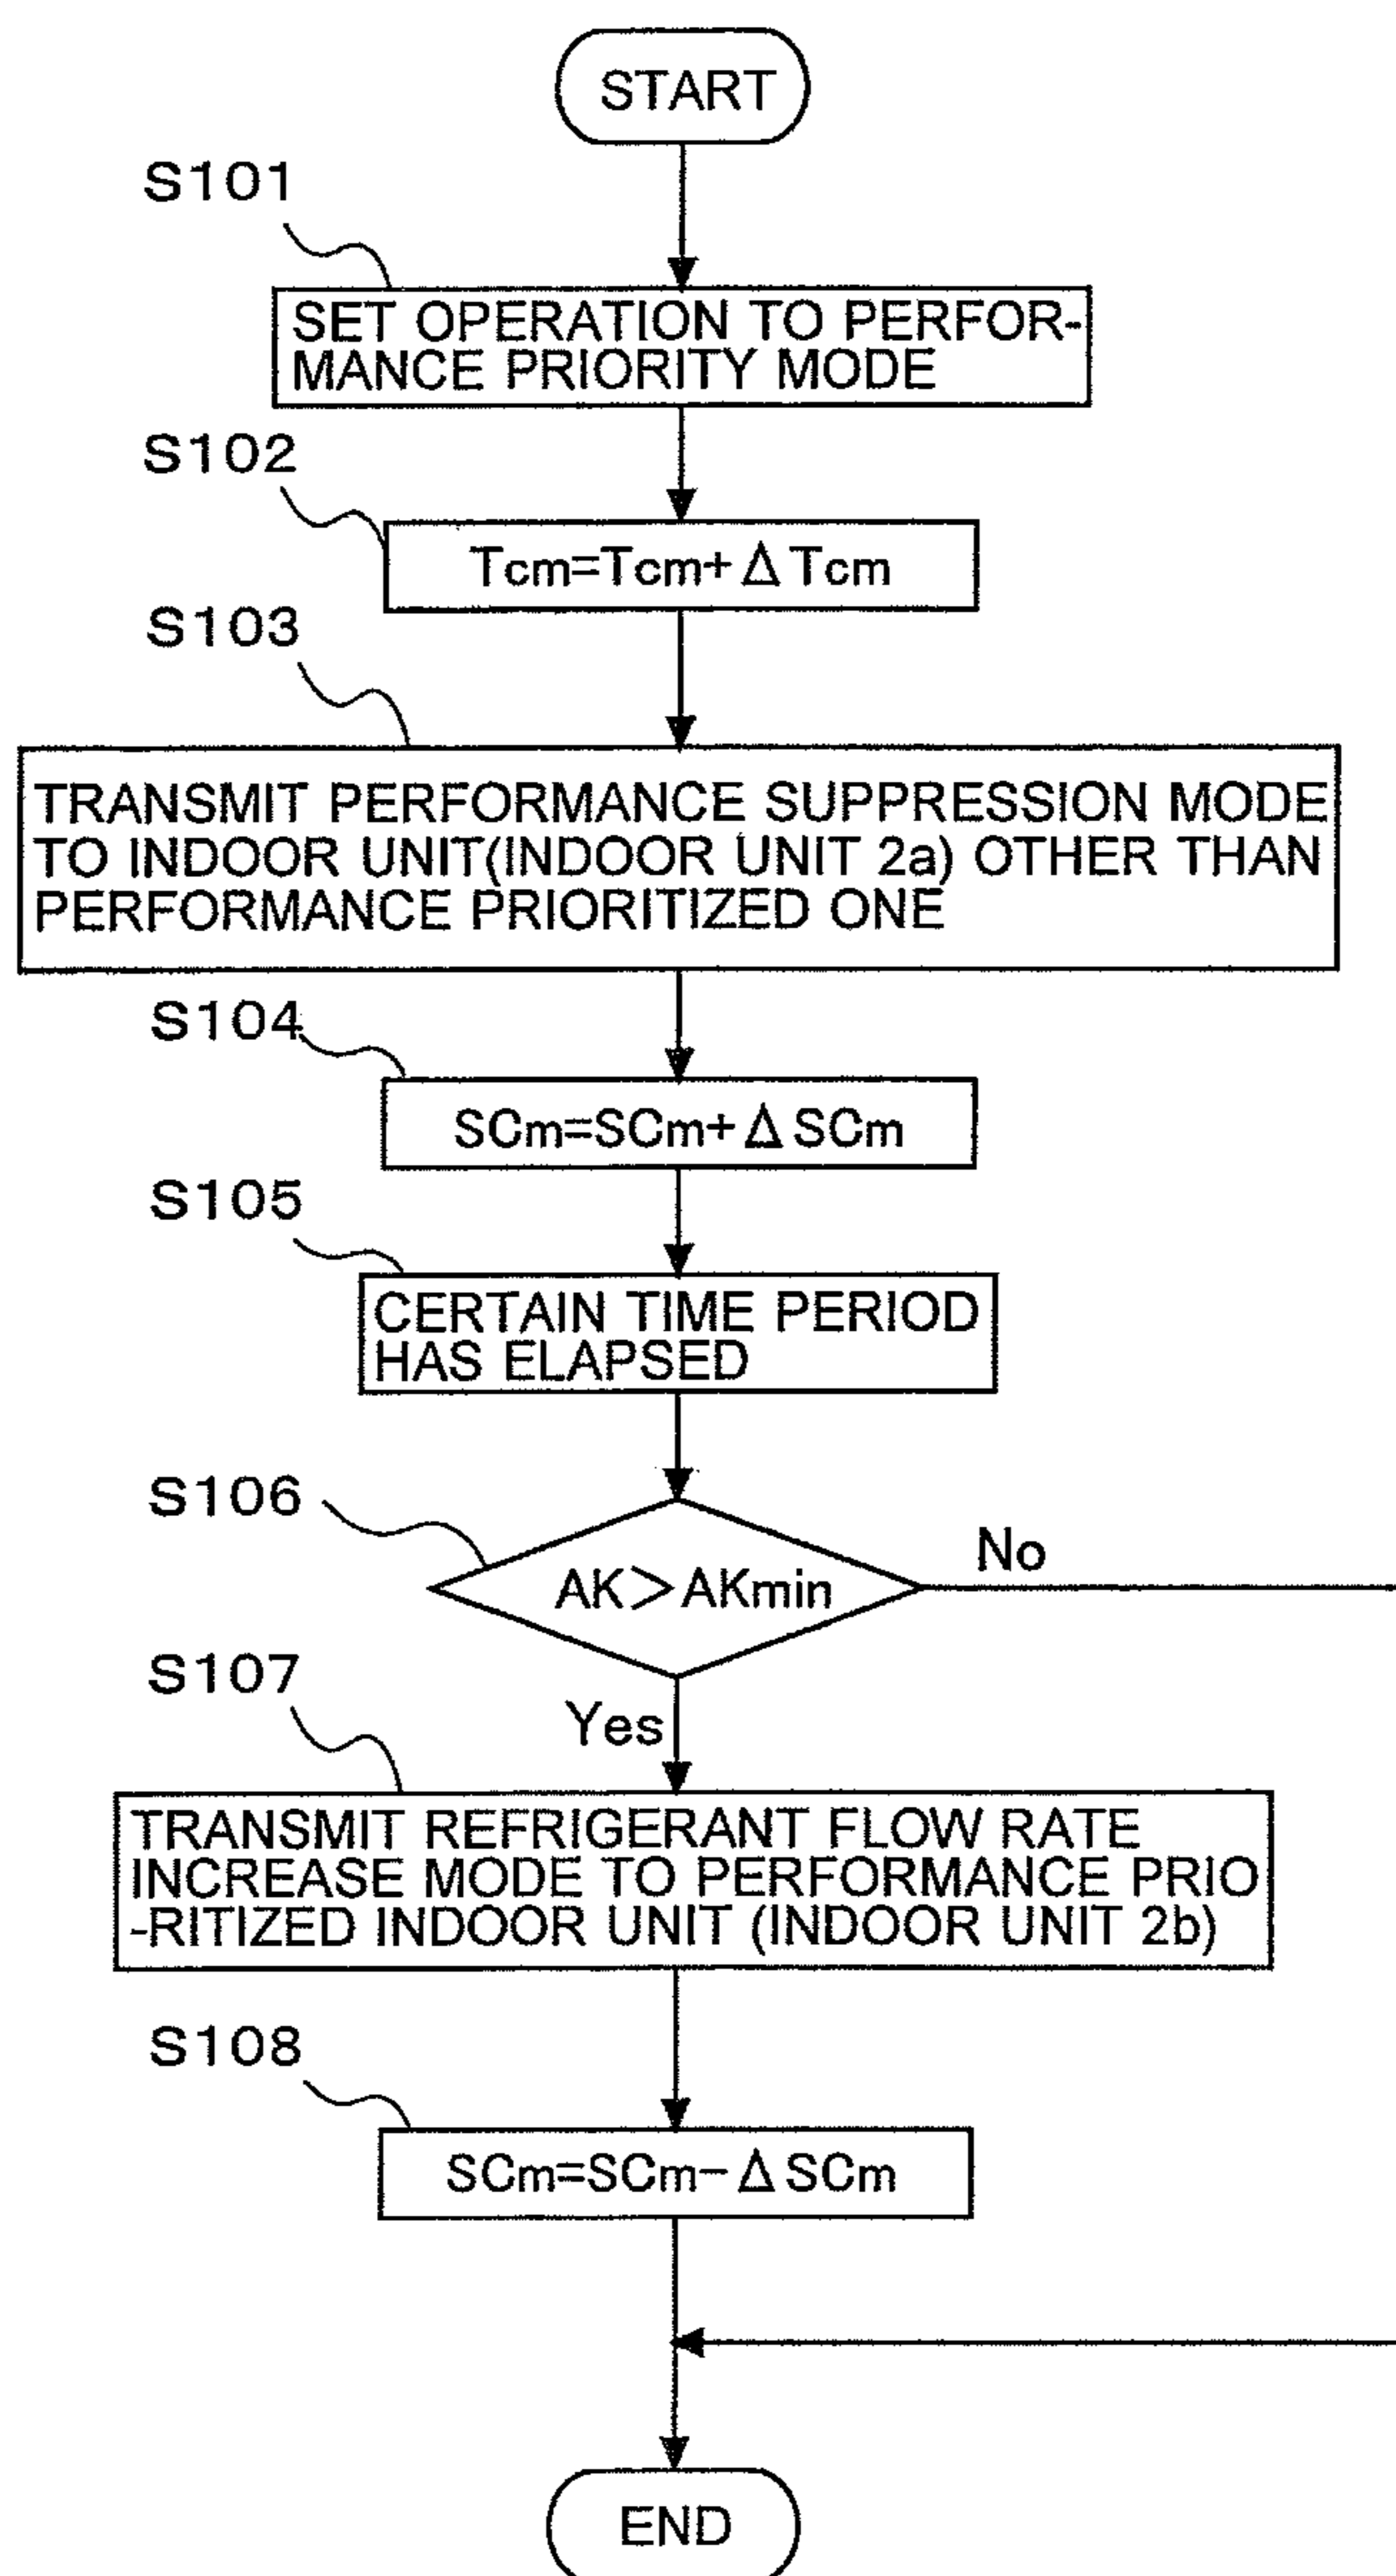 START
S101
SET OPERATION TO PERFOR-
MANCE PRIORITY MODE
S102
Tcm=Tcm+ΔTcm
S103
TRANSMIT PERFORMANCE SUPPRESSION MODE
TO INDOOR UNIT(INDOOR UNIT 2a) OTHER THAN
PERFORMANCE PRIORITIZED ONE
S104
SCm=SCm+ΔSCm
S105
CERTAIN TIME PERIOD
HAS ELAPSED
S106
AK>AKmin
No
S107
Yes
TRANSMIT REFRIGERANT FLOW RATE
INCREASE MODE TO PERFORMANCE PRIO
-RITIZED INDOOR UNIT (INDOOR UNIT 2b)
S108
SCm=SCm-ΔSCm
END